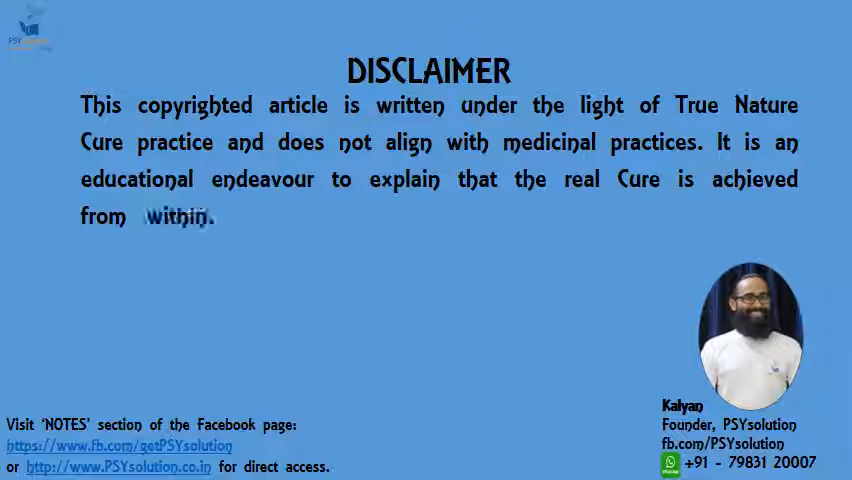 DISCLAIMER
This copyrighted article is written under the light of True Nature
Cure practice and does not align with medicinal practices. It is an
educational endeavour to explain that the real Cure is achieved
from within.
Kalyan
Founder, PSYsolution
fb.com/PSYsolution
+91 - 79831 20007
Visit ‘NOTES’ section of the Facebook page:
https://www.fb.com/getPSYsolution
or http://www.PSYsolution.co.in for direct access.